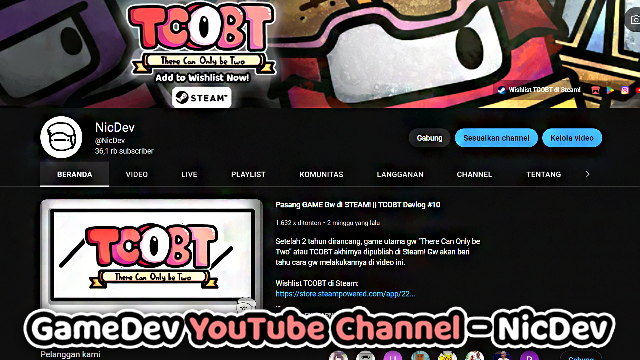 TCOBT
There Can Only be Two
Add to Wishlist Now!
STEAM™
Wishlist TCOBT di Steam!
NicDev
@NicDev
36,1 rb subscriber
Gabung
Sesuaikan channel
Kelola video
BERANDA
VIDEO
LIVE
PLAYLIST
KOMUNITAS
LANGGANAN
CHANNEL
TENTANG
TCOBT
There Can Only be Two
Pasang GAME Gw di STEAM! || TCOBT Devlog #10
1.632 x ditonton • 2 minggu yang lalu
Setelah 2 tahun dirancang, game utama gw "There Can Only be
Two" atau TCOBT akhirnya dipublish di Steam! Gw akan beri
tahu cara gw melakukannya di video ini.
Wishlist TCOBT di Steam:
https://store.steampowered.com/app/22...
GameDev YouTube Channel - NicDev
Pelanggan kami